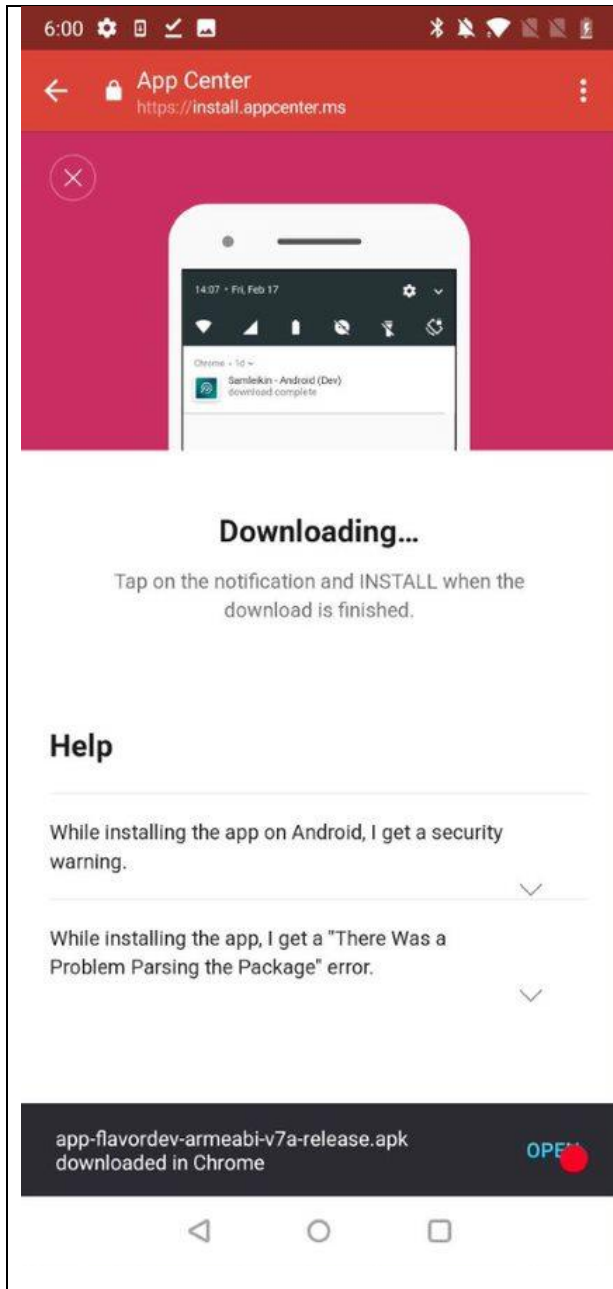 6:00
App Center
https://install.appcenter.ms
14:07 • Fri, Feb 17
Chrome • 1d
Samleikin - Android (Dev)
download complete
Downloading...
Tap on the notification and INSTALL when the
download is finished.
Help
While installing the app on Android, I get a security
warning.
While installing the app, I get a "There Was a
Problem Parsing the Package" error.
app-flavordev-armeabi-v7a-release.apk
downloaded in Chrome
OPEN